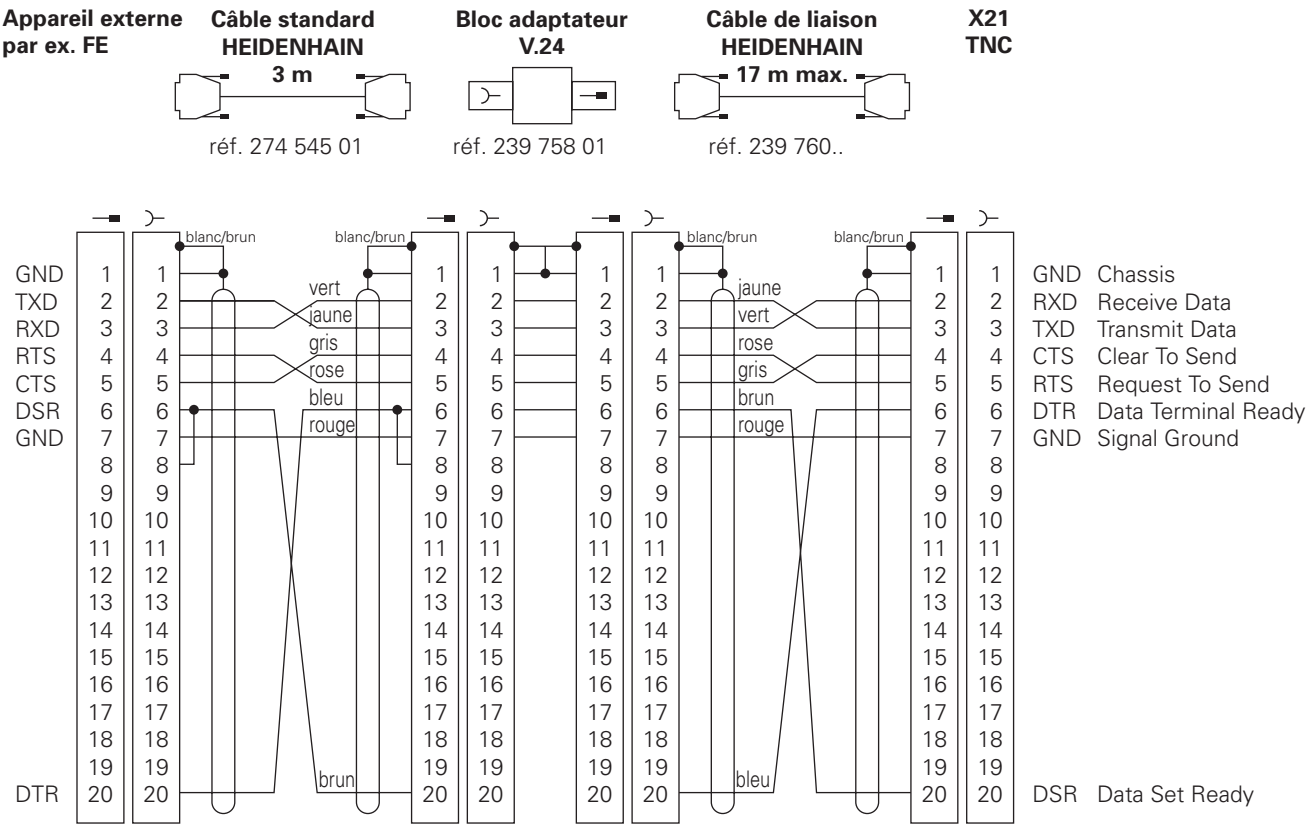 Appareil externe par ex. FE
Câble standard HEIDENHAIN 3 m
Bloc adaptateur V.24
Câble de liaison HEIDENHAIN 17 m max.
X21 TNC
réf. 274 545 01
réf. 239 758 01
réf. 239 760..
blanc/brun blanc/brun blanc/brun blanc/brun
GND 1 1 1 1 1 1 1 1 GND Chassis
vert jaune
TXD 2 2 2 2 2 2 2 2 RXD Receive Data
jaune vert
RXD 3 3 3 3 3 3 3 3 TXD Transmit Data
gris rose
RTS 4 4 4 4 4 4 4 4 CTS Clear To Send
rose gris
CTS 5 5 5 5 5 5 5 5 RTS Request To Send
bleu brun
DSR 6 6 6 6 6 6 6 6 DTR Data Terminal Ready
rouge rouge
GND 7 7 7 7 7 7 7 7 GND Signal Ground
8 8 8 8 8 8 8 8
9 9 9 9 9 9 9 9
10 10 10 10 10 10 10 10
11 11 11 11 11 11 11 11
12 12 12 12 12 12 12 12
13 13 13 13 13 13 13 13
14 14 14 14 14 14 14 14
15 15 15 15 15 15 15 15
16 16 16 16 16 16 16 16
17 17 17 17 17 17 17 17
18 18 18 18 18 18 18 18
19 19 19 19 19 19 19 19
brun bleu
DTR 20 20 20 20 20 20 20 20 DSR Data Set Ready